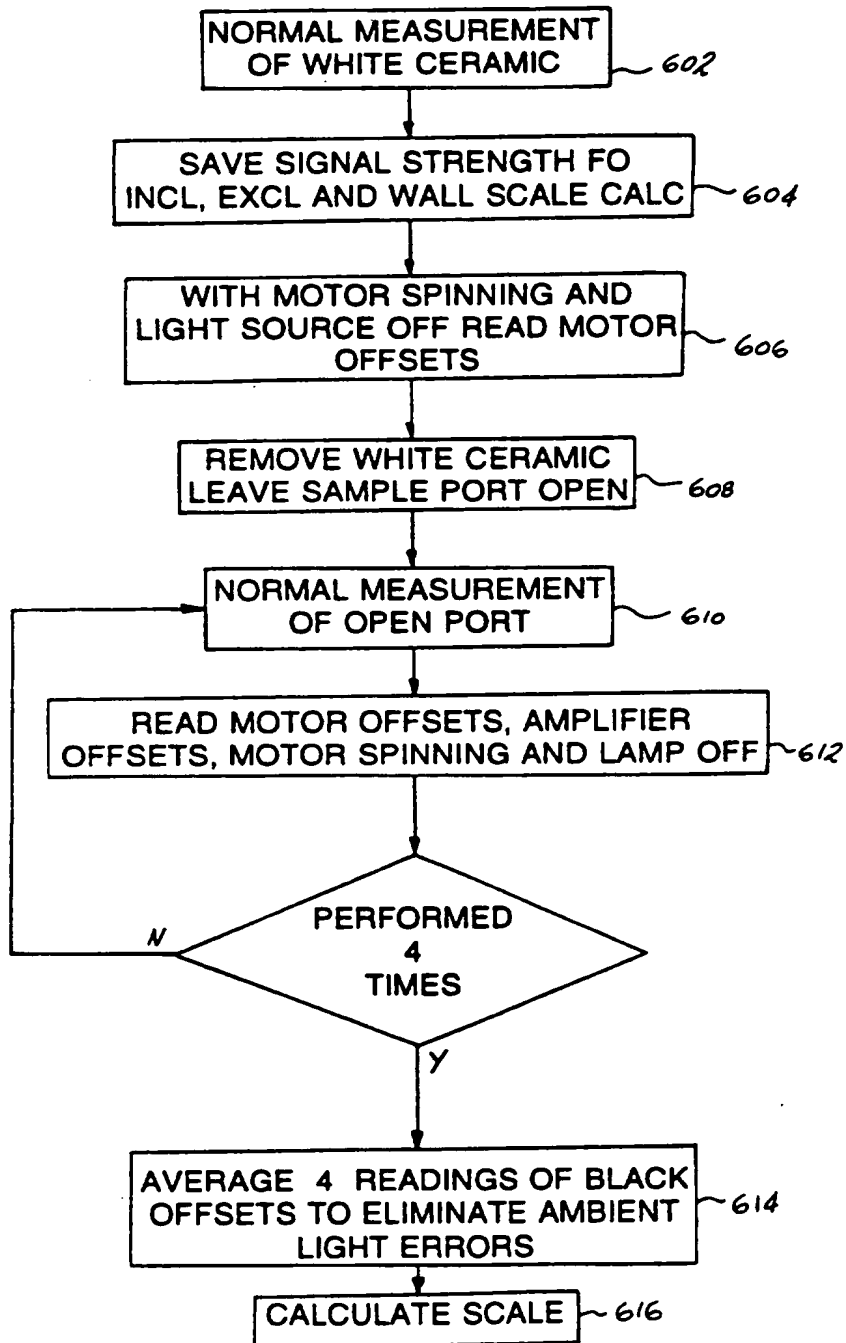 NORMAL MEASUREMENT
OF WHITE CERAMIC
602
SAVE SIGNAL STRENGTH FO
INCL, EXCL AND WALL SCALE CALC
604
WITH MOTOR SPINNING AND
LIGHT SOURCE OFF READ MOTOR
OFFSETS
606
REMOVE WHITE CERAMIC
LEAVE SAMPLE PORT OPEN
608
NORMAL MEASUREMENT
OF OPEN PORT
610
READ MOTOR OFFSETS, AMPLIFIER
OFFSETS, MOTOR SPINNING AND LAMP OFF
612
PERFORMED
4
TIMES
N
Y
AVERAGE 4 READINGS OF BLACK
OFFSETS TO ELIMINATE AMBIENT
LIGHT ERRORS
614
CALCULATE SCALE
616